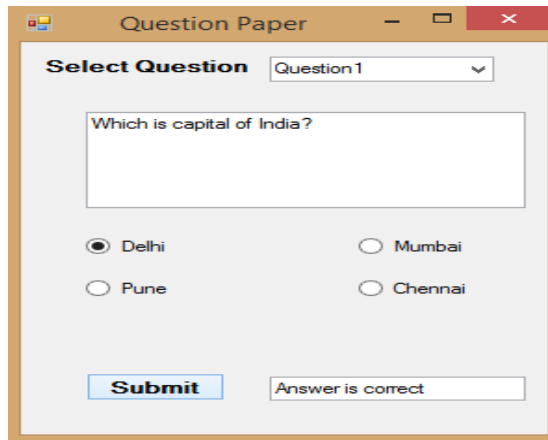 Question Paper
Select Question Question1
Which is capital of India?
Delhi Mumbai
Pune Chennai
Submit Answer is correct